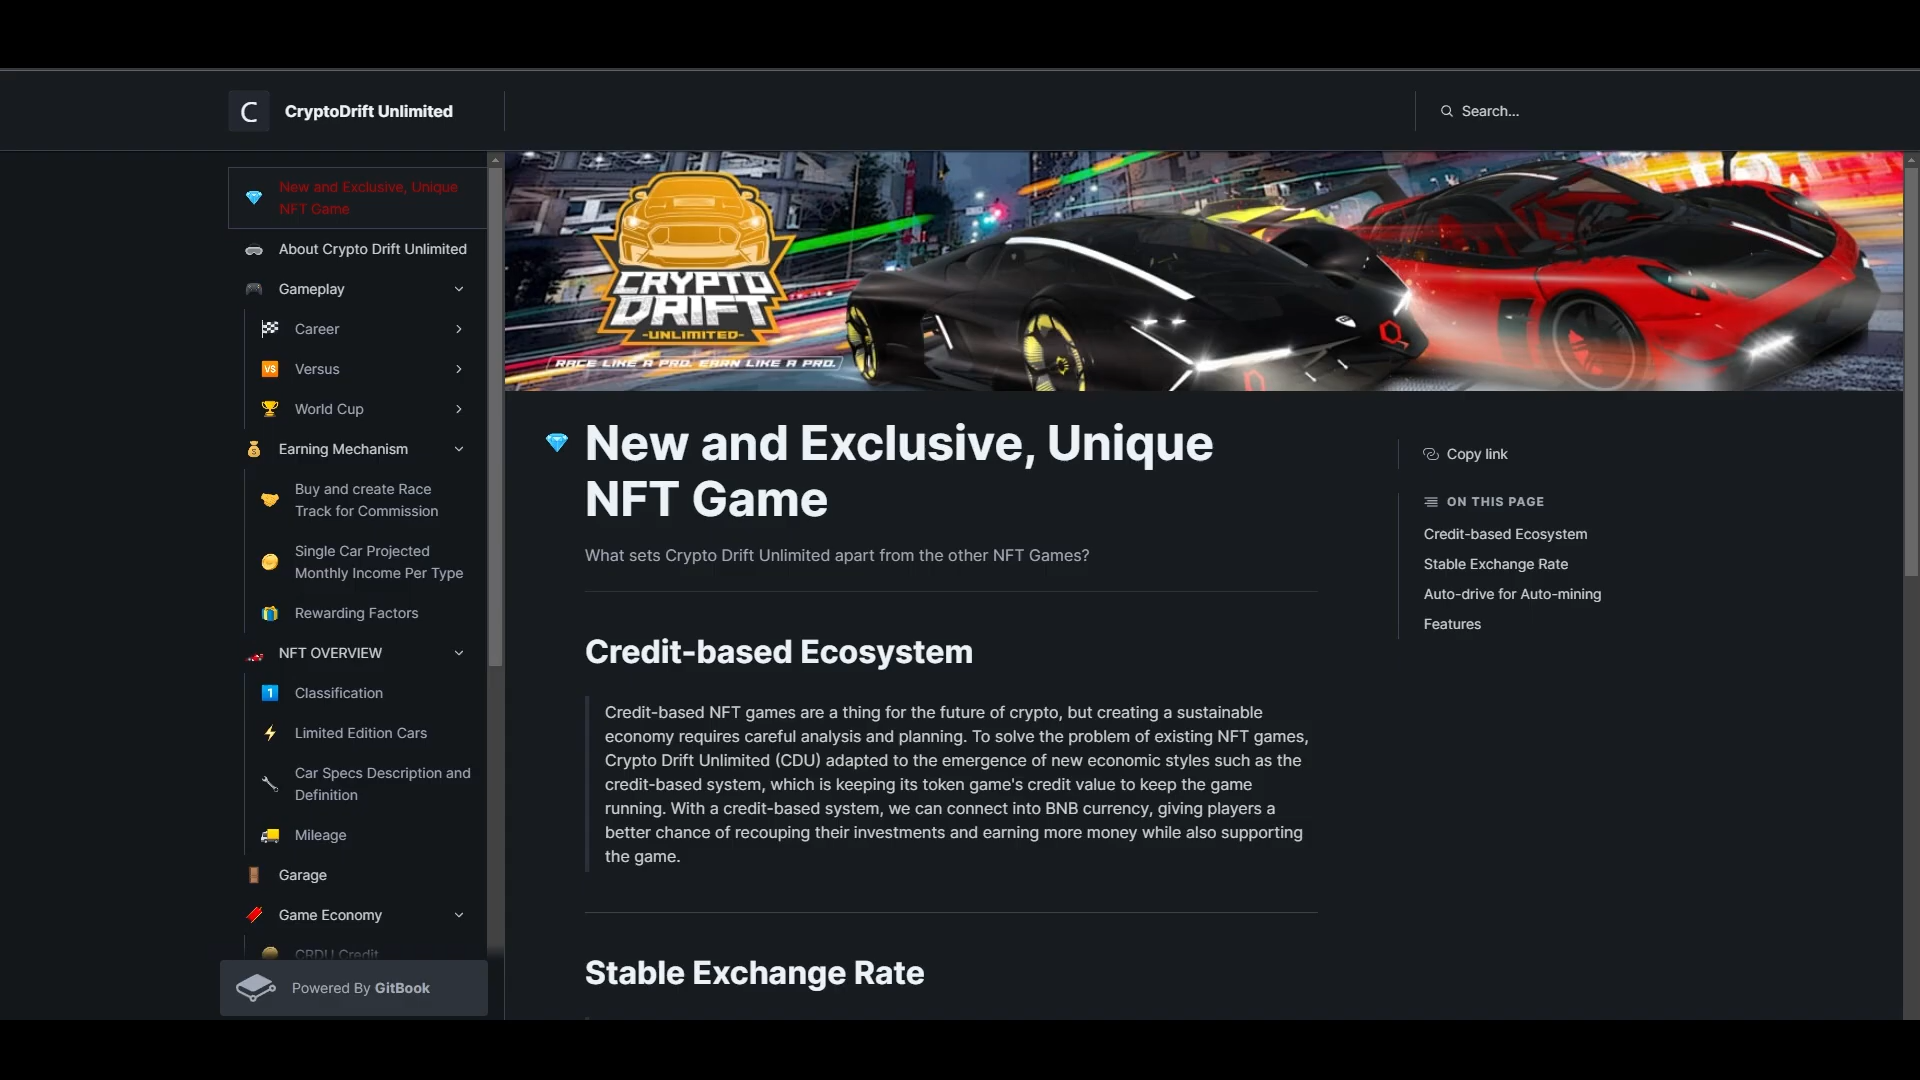 C CryptoDrift Unlimited
Search...
New and Exclusive, Unique
NFT Game
About Crypto Drift Unlimited
Gameplay
Career
VS Versus
World Cup
Earning Mechanism
Buy and create Race
Track for Commission
Single Car Projected
Monthly Income Per Type
Rewarding Factors
NFT OVERVIEW
1 Classification
Limited Edition Cars
Car Specs Description and
Definition
Mileage
Garage
Game Economy
CRDU Credit
Powered By GitBook
CRYPTO
DRIFT
-UNLIMITED-
RACE LIKE A PRO. EARN LIKE A PRO.
New and Exclusive, Unique
NFT Game
What sets Crypto Drift Unlimited apart from the other NFT Games?
Credit-based Ecosystem
Credit-based NFT games are a thing for the future of crypto, but creating a sustainable
economy requires careful analysis and planning. To solve the problem of existing NFT games,
Crypto Drift Unlimited (CDU) adapted to the emergence of new economic styles such as the
credit-based system, which is keeping its token game's credit value to keep the game
running. With a credit-based system, we can connect into BNB currency, giving players a
better chance of recouping their investments and earning more money while also supporting
the game.
Stable Exchange Rate
Copy link
ON THIS PAGE
Credit-based Ecosystem
Stable Exchange Rate
Auto-drive for Auto-mining
Features